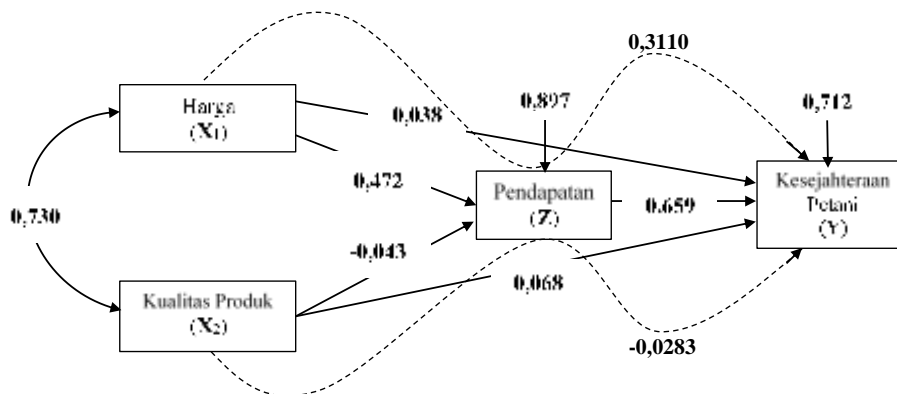 0,3110
Harga
(X1)
0,897
0,712
0,038
Kesejahteraan
Petani
(Y)
0,472
Pendapatan
(Z)
0.659
0,730
-0,043
Kualitas Produk
(X2)
0,068
-0,0283